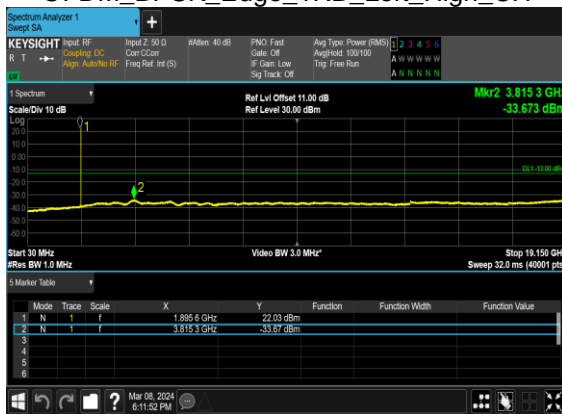 Spectrum Analyzer 1
Swept SA
+
KEYSIGHT Input: RF Input Z: 50 Ω #Atten: 40 dB PNO: Fast Avg Type: Power (RMS) 1 2 3 4 5 6
R T Coupling: DC Corr CCorr Gate: Off Avg|Hold: 100/100 A W W W W W
Align: Auto/No RF Freq Ref: Int (S) IF Gain: Low Trig: Free Run
LU Sig Track: Off A N N N N N
1 Spectrum Ref Lvl Offset 11.00 dB Mkr2 3.815 3 GHz
Scale/Div 10 dB Ref Level 30.00 dBm -33.673 dBm
Log
20.0
10.0
0.00
-10.0
-20.0
-30.0
-40.0
-50.0
-60.0
1
2
DL1 -13.00 dB
Start 30 MHz Video BW 3.0 MHz* Stop 19.150 GH
#Res BW 1.0 MHz Sweep 32.0 ms (40001 pts
5 Marker Table
Mode Trace Scale X Y Function Function Width Function Value
1 N 1 f 1.895 6 GHz 22.03 dBm
2 N 1 f 3.815 3 GHz -33.67 dBm
3
4
5
6
? Mar 08, 2024
6:11:52 PM